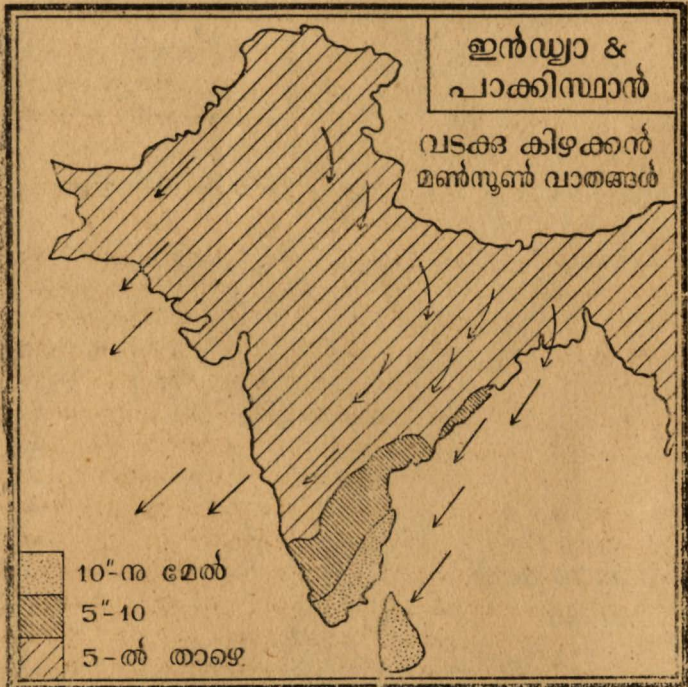 ഇൻഡ്യാ &
പാക്കിസ്ഥാൻ
വടക്കു കിഴക്കൻ
മൺസൂൺ വാതങ്ങൾ
10"-നു മേൽ
5"-10
5-ൽ താഴെ